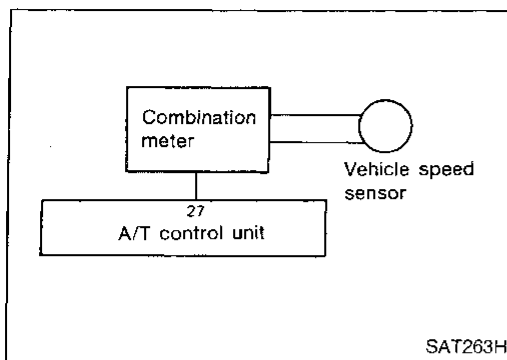 Combination
meter
Vehicle speed
sensor
27
A/T control unit
SAT263H